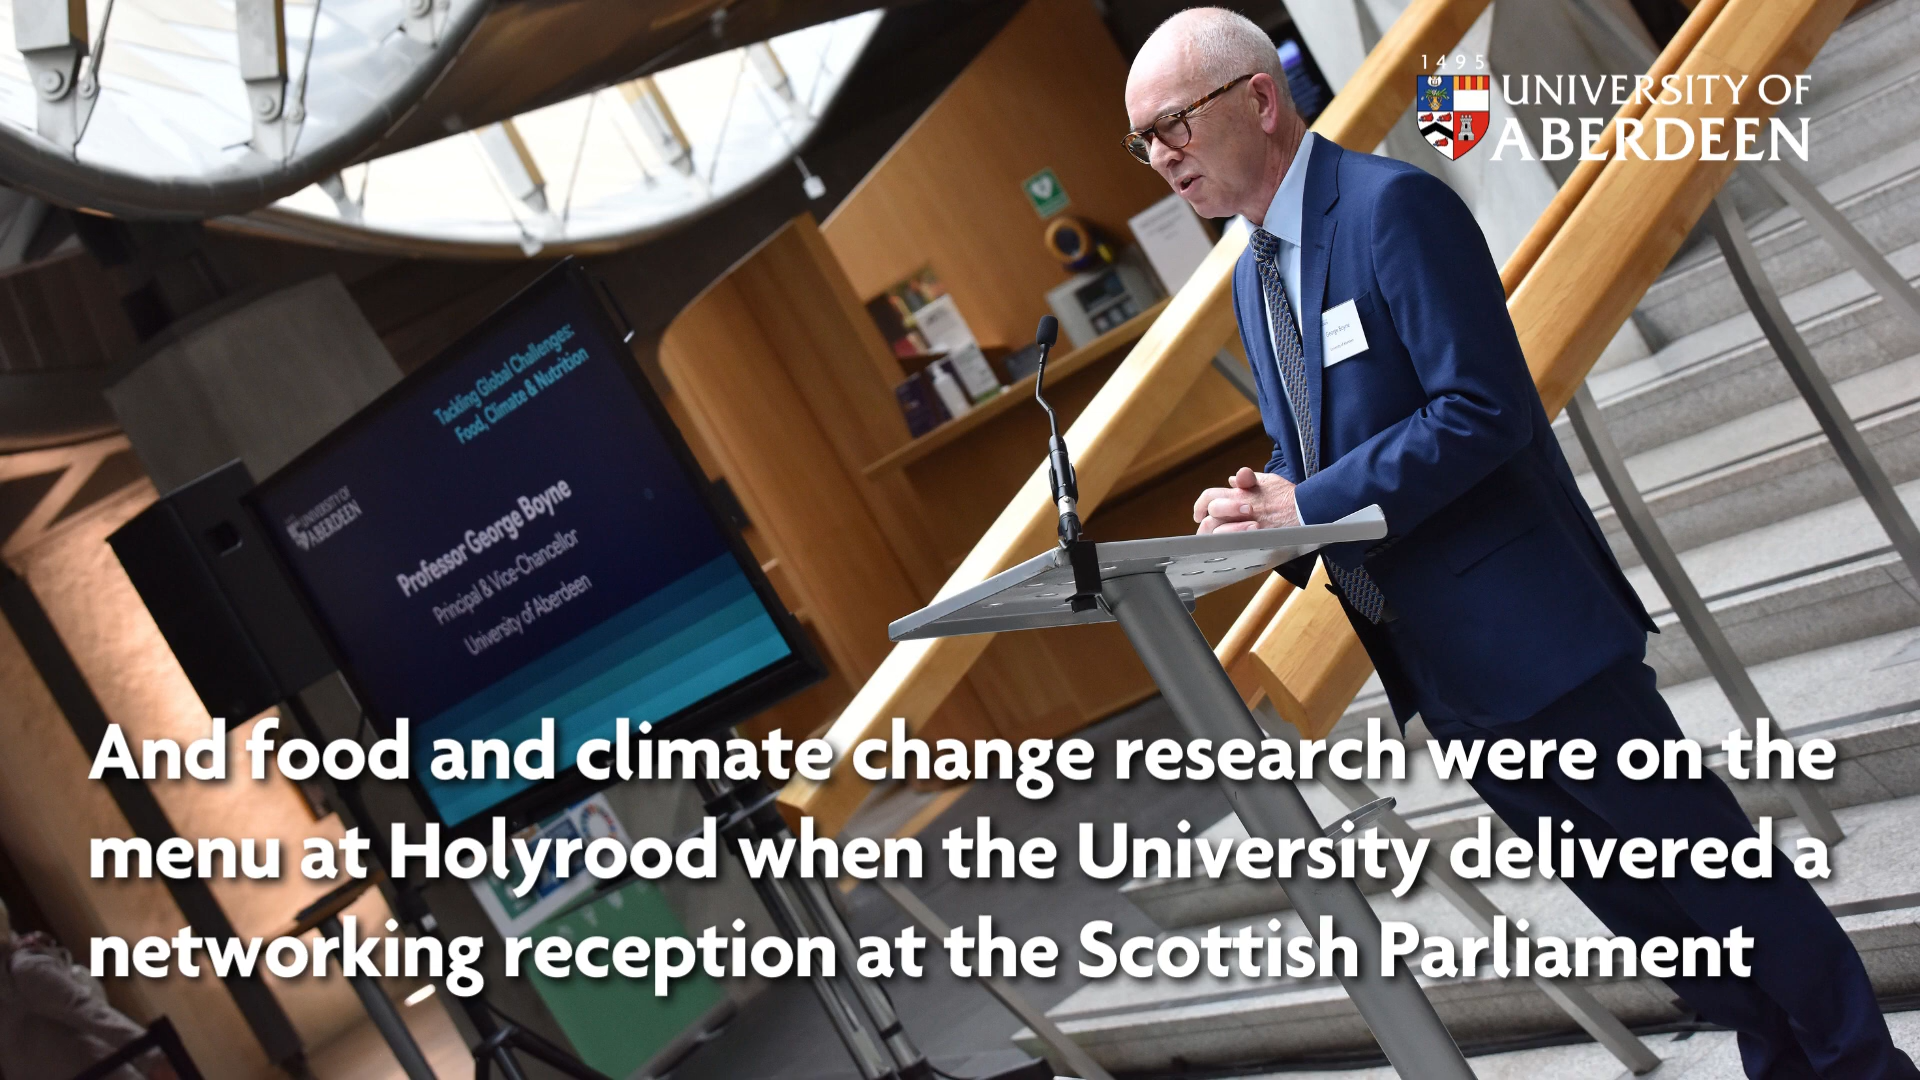 1495
UNIVERSITY OF
ABERDEEN
Tackling Global Challenges:
Food, Climate & Nutrition
UNIVERSITY OF
ABERDEEN
Professor George Boyne
Principal & Vice-Chancellor
University of Aberdeen
George Boyne
And food and climate change research were on the
menu at Holyrood when the University delivered a
networking reception at the Scottish Parliament